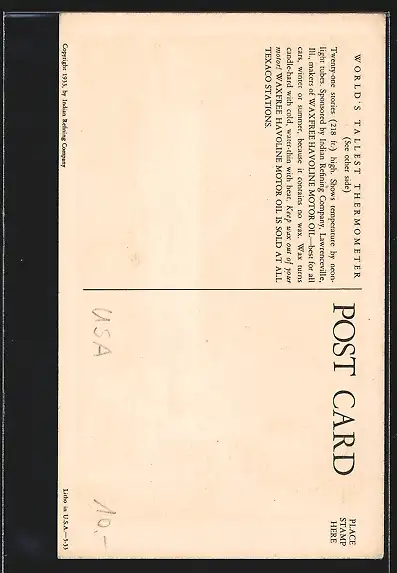 WORLD'S TALLEST THERMOMETER
(See other side)
Twenty-one stories (218 ft.) high. Shows temperature by neon-
light tubes. Sponsored by Indian Refining Company, Lawrenceville,
Ill., makers of WAXFREE HAVOLINE MOTOR OIL—best for all
cars, winter or summer, because it contains no wax. Wax turns
candle-hard with cold, water-thin with heat. Keep wax out of your
motor! WAXFREE HAVOLINE MOTOR OIL IS SOLD AT ALL
TEXACO STATIONS.
Copyright 1933, by Indian Refining Company
POST CARD
PLACE
STAMP
HERE
USA
10,-
Litho in U.S.A.—5-33